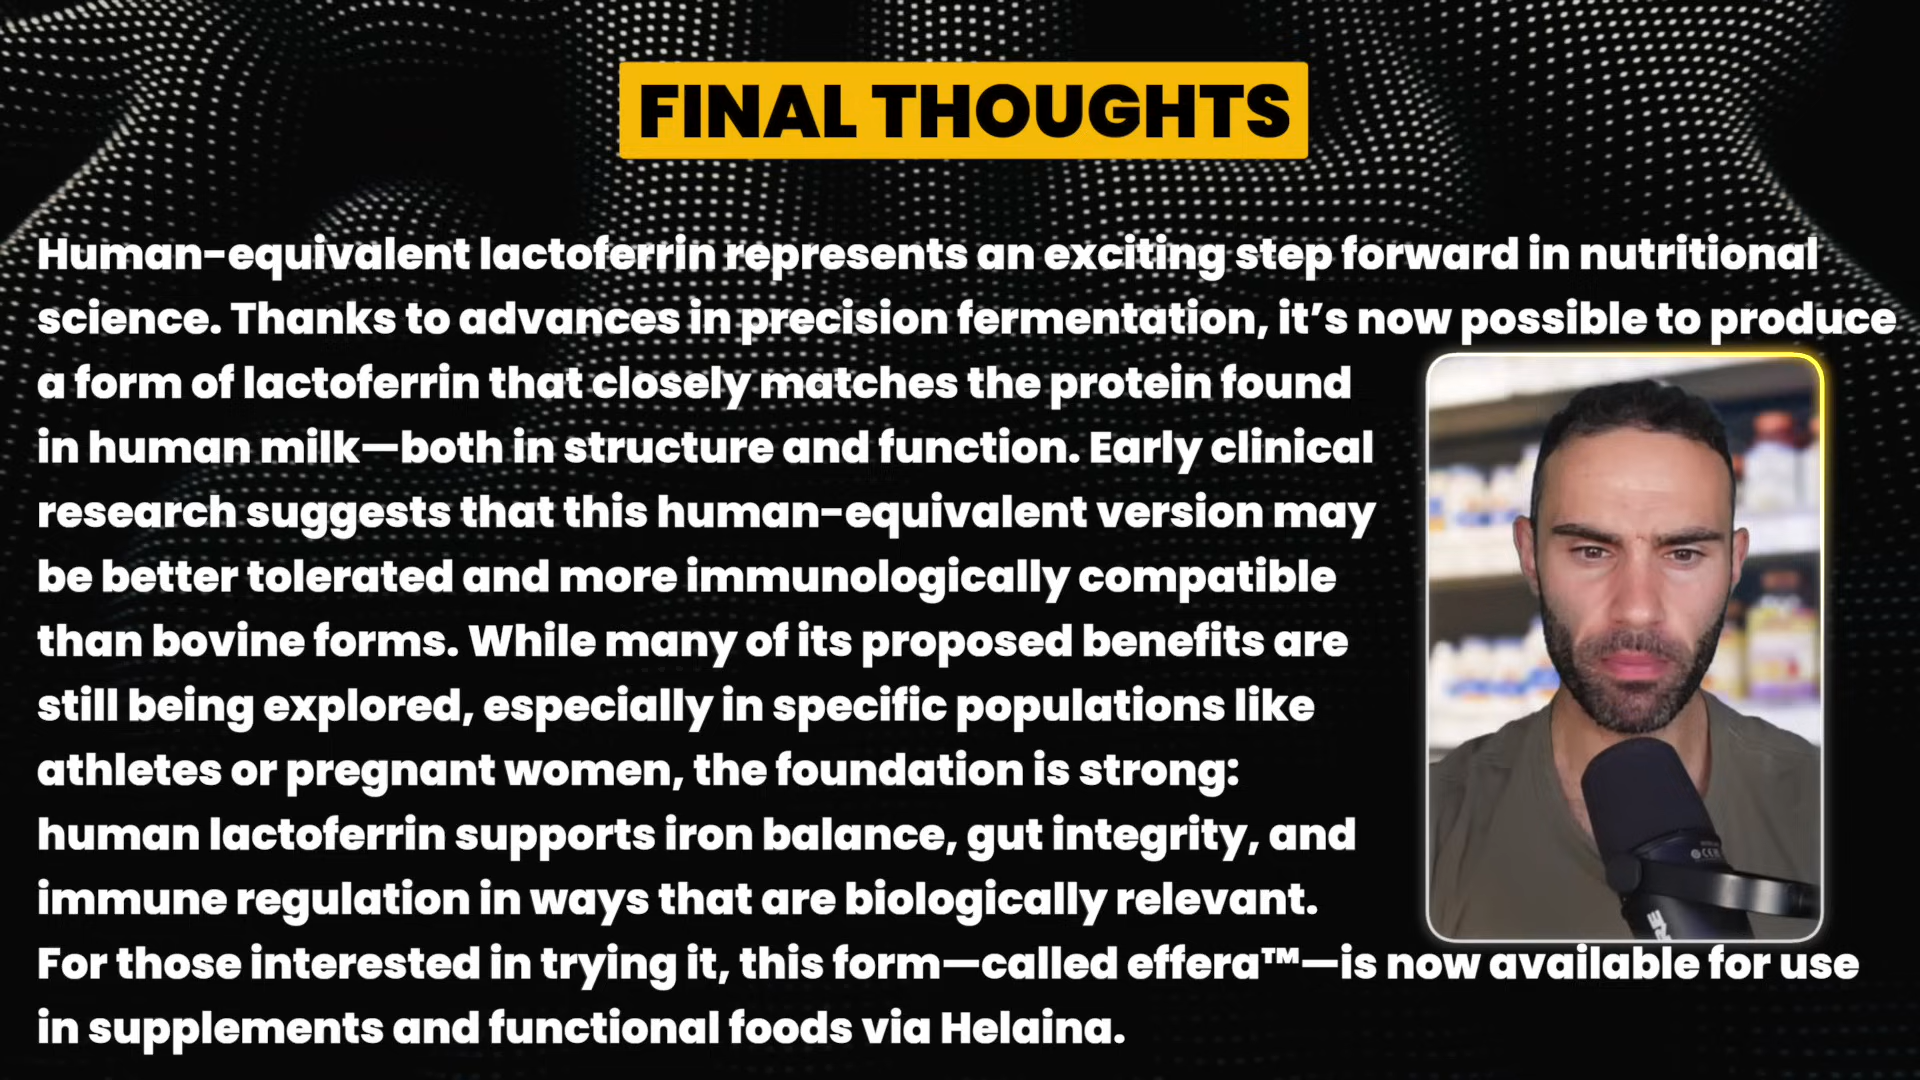 FINAL THOUGHTS
Human-equivalent lactoferrin represents an exciting step forward in nutritional
science. Thanks to advances in precision fermentation, it’s now possible to produce
a form of lactoferrin that closely matches the protein found
in human milk—both in structure and function. Early clinical
research suggests that this human-equivalent version may
be better tolerated and more immunologically compatible
than bovine forms. While many of its proposed benefits are
still being explored, especially in specific populations like
athletes or pregnant women, the foundation is strong:
human lactoferrin supports iron balance, gut integrity, and
immune regulation in ways that are biologically relevant.
For those interested in trying it, this form—called effera™—is now available for use
in supplements and functional foods via Helaina.